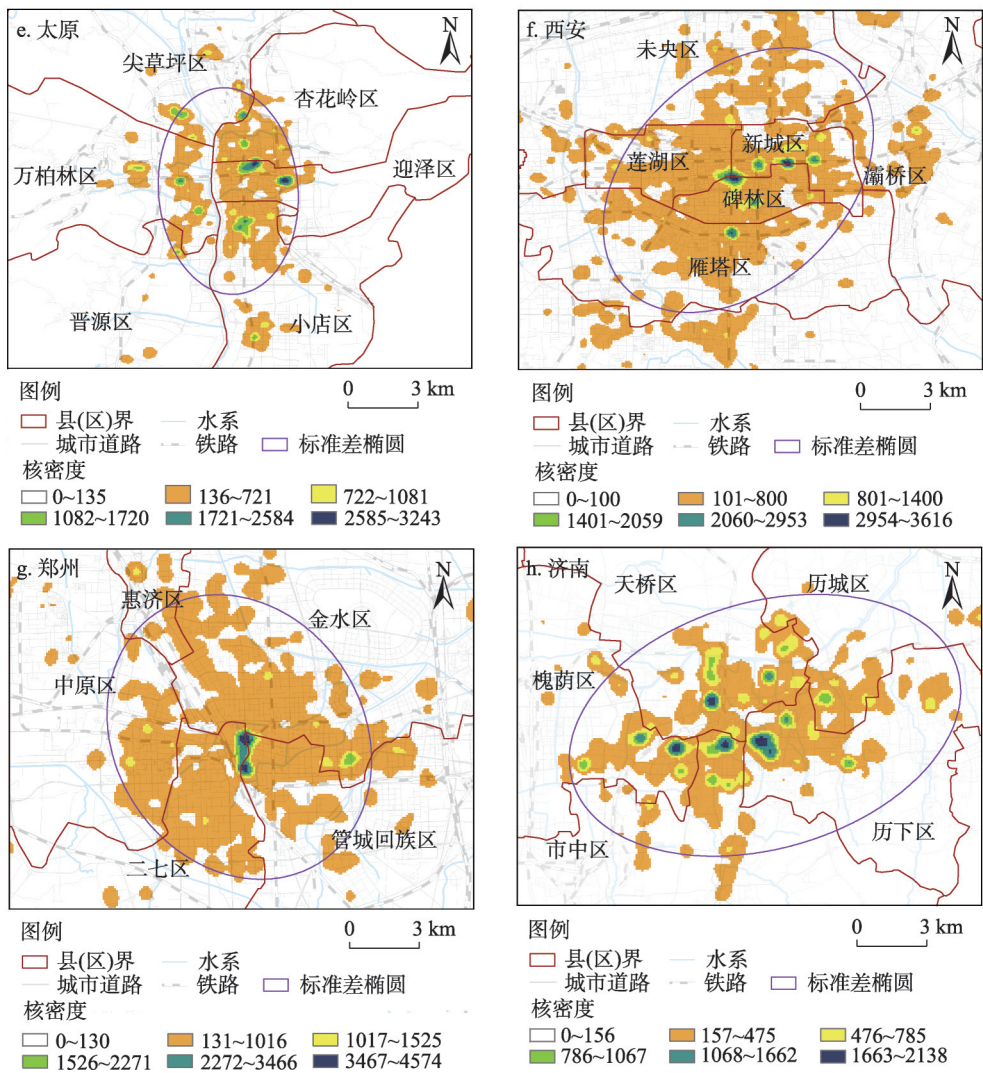 e. 太原
N
尖草坪区
杏花岭区
万柏林区
迎泽区
晋源区
小店区
图例
0 3 km
县(区)界 水系
城市道路 铁路 标准差椭圆
核密度
0~135 136~721 722~1081
1082~1720 1721~2584 2585~3243
f. 西安
N
未央区
新城区
莲湖区
灞桥区
碑林区
雁塔区
图例
0 3 km
县(区)界 水系
城市道路 铁路 标准差椭圆
核密度
0~100 101~800 801~1400
1401~2059 2060~2953 2954~3616
g. 郑州
N
惠济区
金水区
中原区
管城回族区
二七区
图例
0 3 km
县(区)界 水系
城市道路 铁路 标准差椭圆
核密度
0~130 131~1016 1017~1525
1526~2271 2272~3466 3467~4574
h. 济南
N
天桥区 历城区
槐荫区
历下区
市中区
图例
0 3 km
县(区)界 水系
城市道路 铁路 标准差椭圆
核密度
0~156 157~475 476~785
786~1067 1068~1662 1663~2138